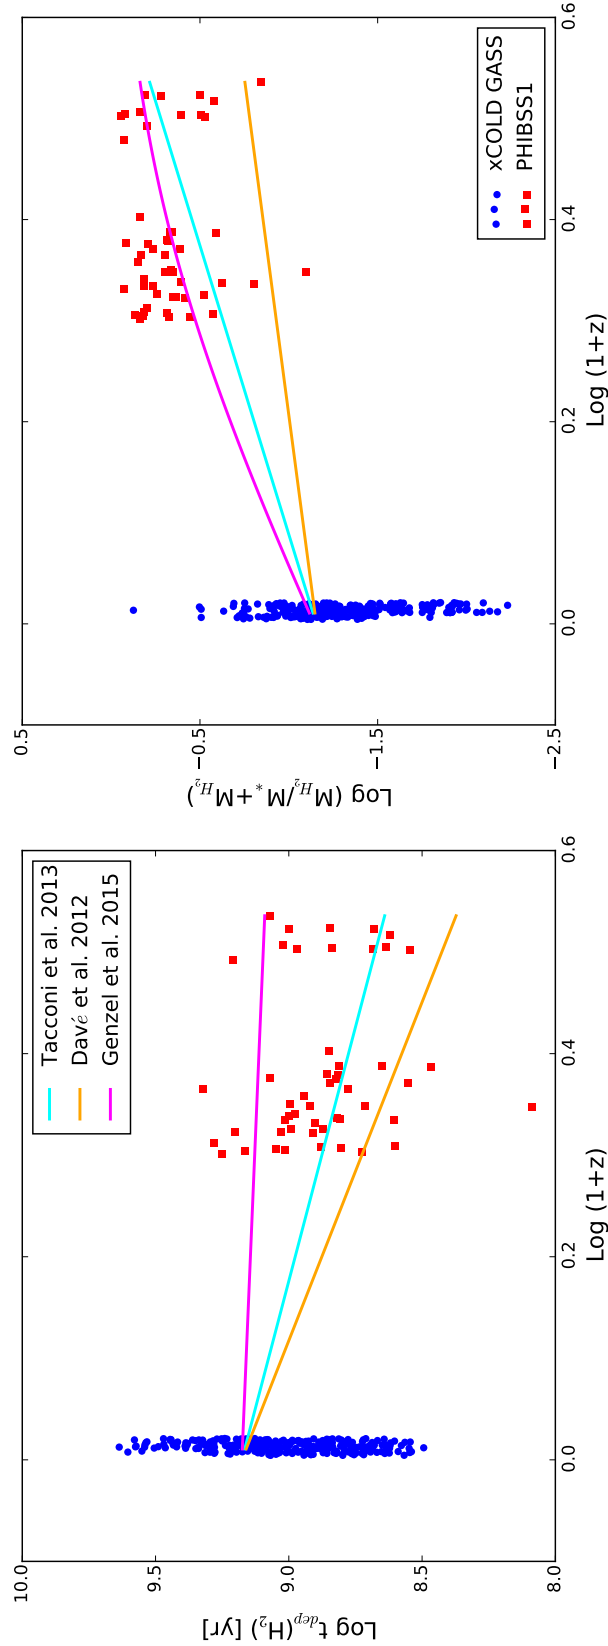 10.0
9.5
9.0
8.5
8.0
Log t_dep(H₂) [yr]
Tacconi et al. 2013
Davé et al. 2012
Genzel et al. 2015
0.0
0.2
0.4
0.6
Log (1+z)
0.5
−0.5
−1.5
−2.5
Log (M_H₂/M_*+M_H₂)
xCOLD GASS
PHIBSS1
0.0
0.2
0.4
0.6
Log (1+z)